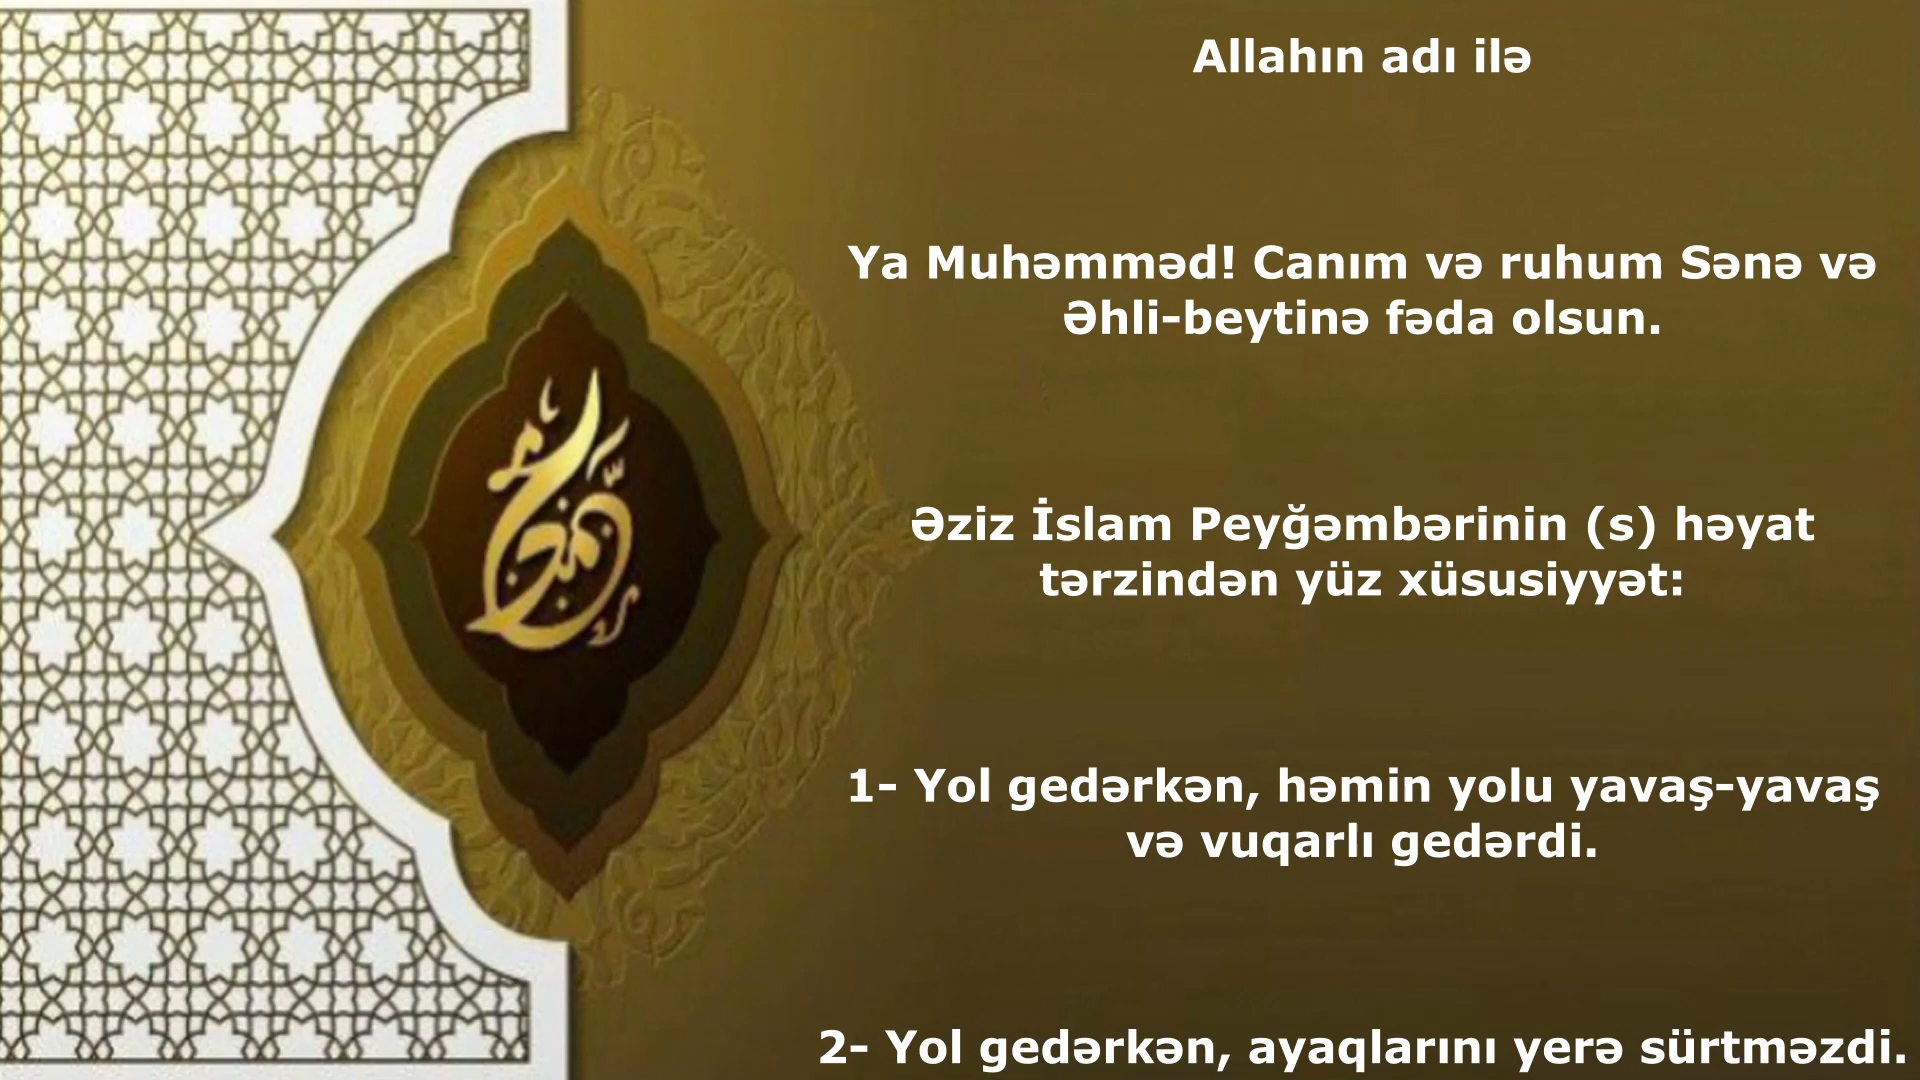 Allahın adı ilə
Ya Muhəmməd! Canım və ruhum Sənə və
Əhli-beytinə fəda olsun.
Əziz İslam Peyğəmbərinin (s) həyat
tərzindən yüz xüsusiyyət:
1- Yol gedərkən, həmin yolu yavaş-yavaş
və vuqarlı gedərdi.
2- Yol gedərkən, ayaqlarını yerə sürtməzdi.
محمد